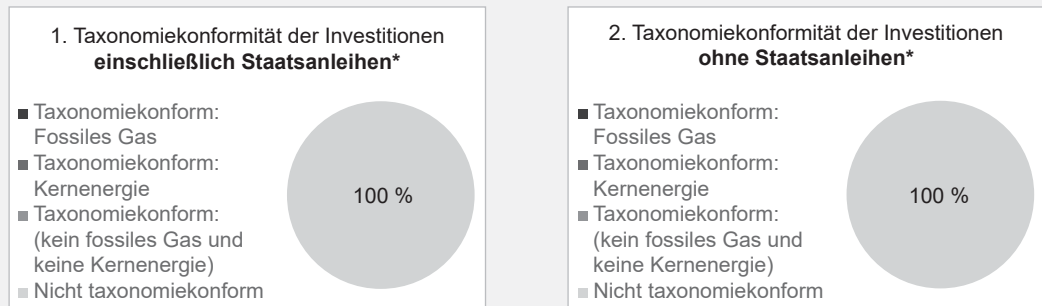 1. Taxonomiekonformität der Investitionen
einschließlich Staatsanleihen*
Taxonomiekonform:
Fossiles Gas
Taxonomiekonform:
Kernenergie
Taxonomiekonform:
(kein fossiles Gas und
keine Kernenergie)
Nicht taxonomiekonform
100 %
2. Taxonomiekonformität der Investitionen
ohne Staatsanleihen*
Taxonomiekonform:
Fossiles Gas
Taxonomiekonform:
Kernenergie
Taxonomiekonform:
(kein fossiles Gas und
keine Kernenergie)
Nicht taxonomiekonform
100 %